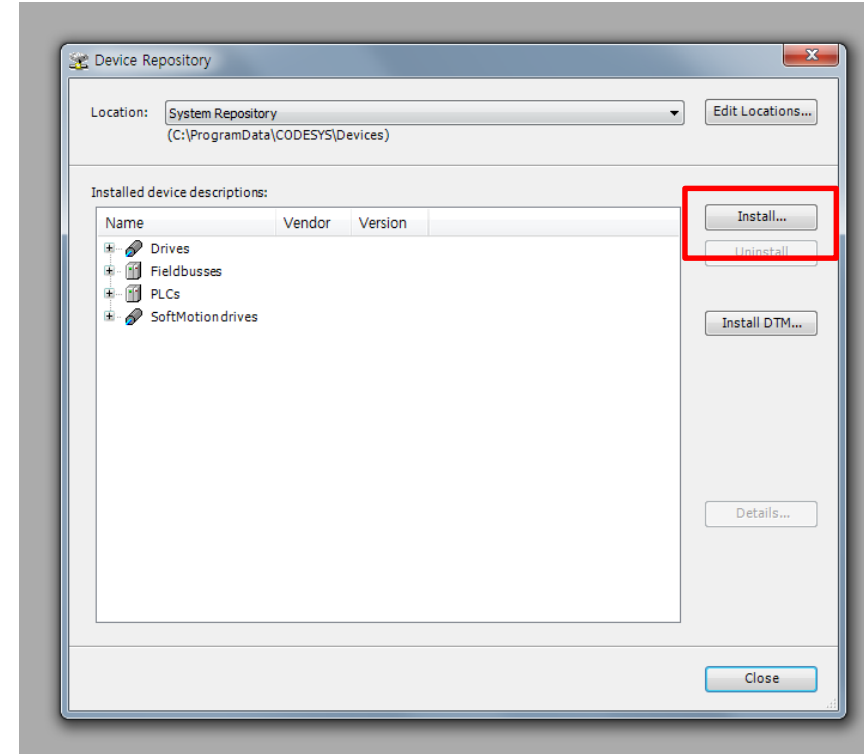 Device Repository
Location: System Repository Edit Locations...
(C:\ProgramData\CODESYS\Devices)
Installed device descriptions:
Name Vendor Version Install...
Drives Uninstall
Fieldbusses
PLCs
SoftMotion drives Install DTM...
Details...
Close